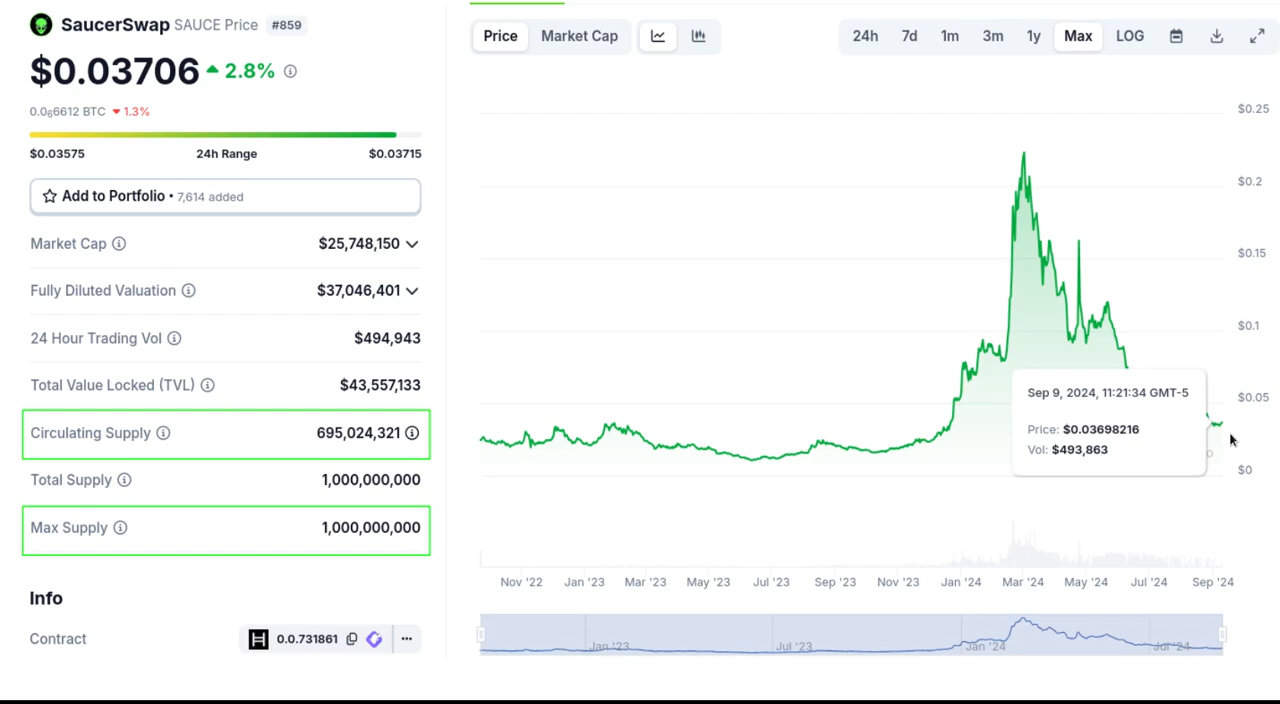 SaucerSwap SAUCE Price #859
$0.03706 2.8%
0.0₆6612 BTC 1.3%
$0.03575 24h Range $0.03715
Add to Portfolio • 7,614 added
Market Cap $25,748,150
Fully Diluted Valuation $37,046,401
24 Hour Trading Vol $494,943
Total Value Locked (TVL) $43,557,133
Circulating Supply 695,024,321
Total Supply 1,000,000,000
Max Supply 1,000,000,000
Info
Contract 0.0.731861
Price Market Cap 24h 7d 1m 3m 1y Max LOG
$0.25
$0.2
$0.15
$0.1
$0.05
$0
Sep 9, 2024, 11:21:34 GMT-5
Price: $0.03698216
Vol: $493,863
Nov '22 Jan '23 Mar '23 May '23 Jul '23 Sep '23 Nov '23 Jan '24 Mar '24 May '24 Jul '24 Sep '24
Jan '23 Jul '23 Jan '24 Jul '24